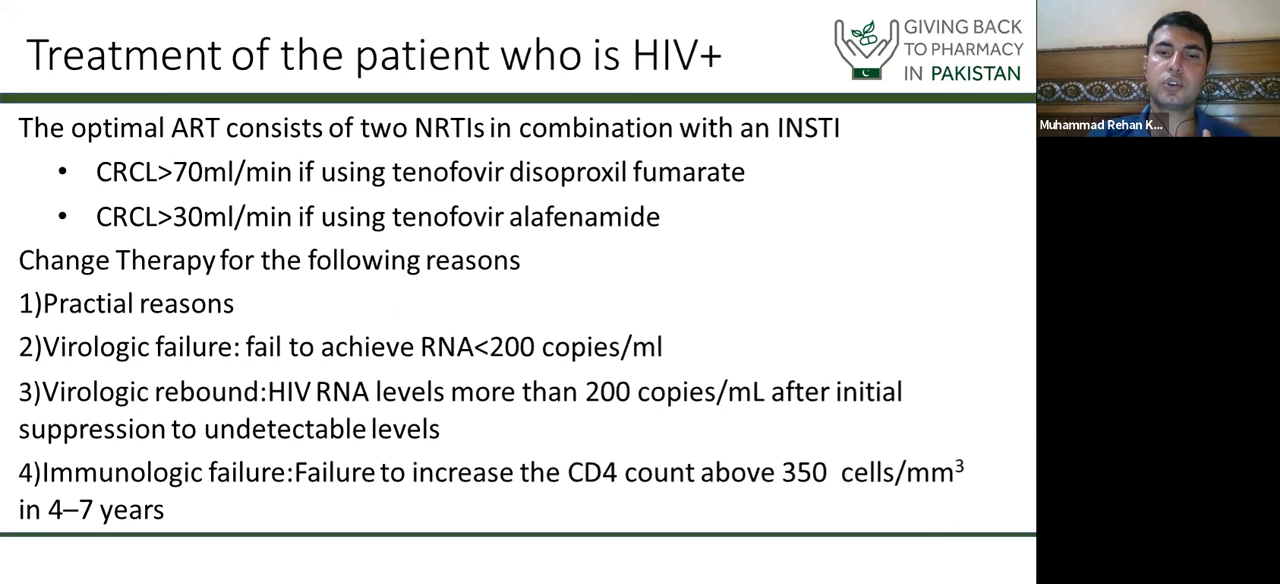 Treatment of the patient who is HIV+
GIVING BACK
TO PHARMACY
IN PAKISTAN
Muhammad Rehan K...
The optimal ART consists of two NRTIs in combination with an INSTI
• CRCL>70ml/min if using tenofovir disoproxil fumarate
• CRCL>30ml/min if using tenofovir alafenamide
Change Therapy for the following reasons
1)Practial reasons
2)Virologic failure: fail to achieve RNA<200 copies/ml
3)Virologic rebound:HIV RNA levels more than 200 copies/mL after initial
suppression to undetectable levels
4)Immunologic failure:Failure to increase the CD4 count above 350 cells/mm³
in 4–7 years